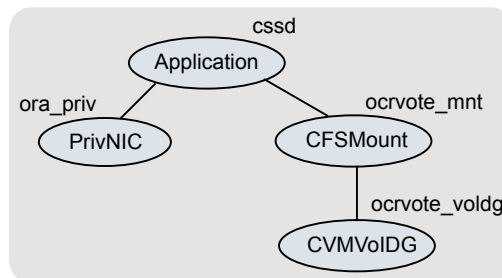 cssd
Application
ora_priv
ocrvote_mnt
PrivNIC
CFSMount
ocrvote_voldg
CVMVolDG